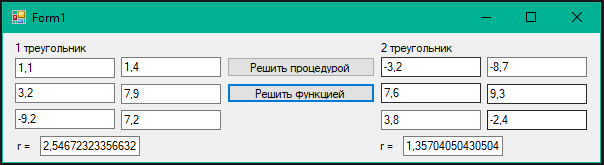 Form1
1 треугольник 2 треугольник
1,1 1,4 Решить процедурой -3,2 -8,7
3,2 7,9 Решить функцией 7,6 9,3
-9,2 7,2 3,8 -2,4
r = 2,54672323356632 r = 1,35704050430504